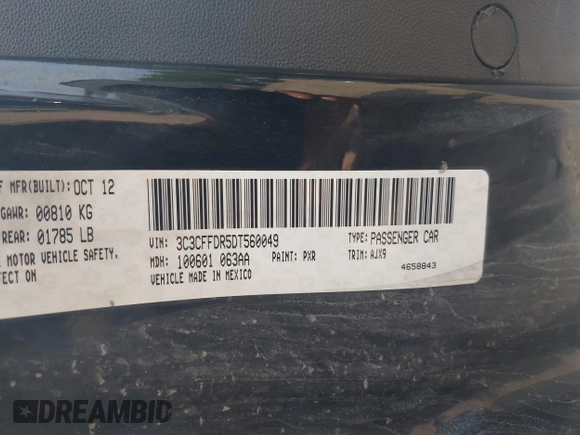 F MFR(BUILT): OCT 12
GAWR: 00810 KG
REAR: 01785 LB
MOTOR VEHICLE SAFETY,
ECT ON
VIN: 3C3CFFDR5DT560049
TYPE: PASSENGER CAR
MDH: 100601 063AA
PAINT: PXR
TRIM: AJX9
VEHICLE MADE IN MEXICO
4658843
DREAMBID